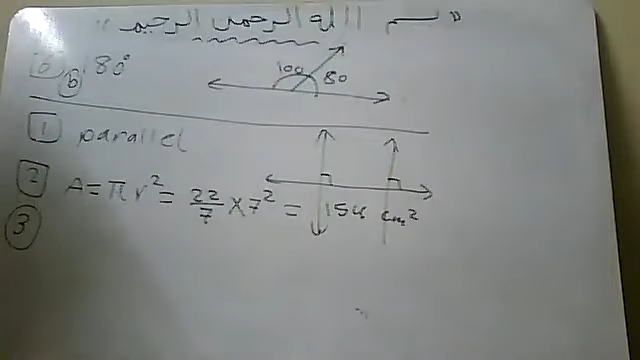 " بسم الله الرحمن الرحيم "
b 80°
100 80
1 parallel
2 A = π r² = 22/7 × 7² = 154 cm²
3